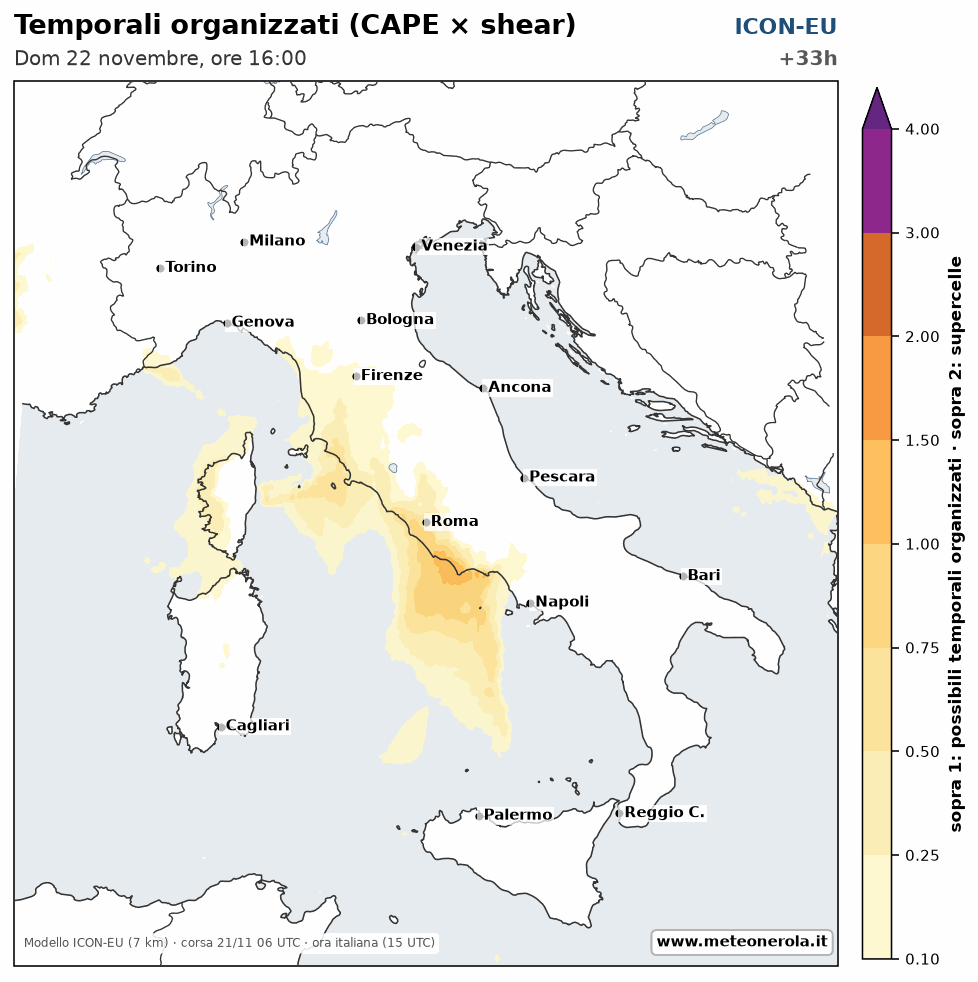 Temporali organizzati (CAPE × shear)
ICON-EU
Dom 22 novembre, ore 16:00
+33h
4.00
3.00
2.00
1.50
1.00
0.75
0.50
0.25
0.10
sopra 1: possibili temporali organizzati · sopra 2: supercelle
Milano
Venezia
Torino
Genova
Bologna
Firenze
Ancona
Pescara
Roma
Bari
Napoli
Cagliari
Palermo
Reggio C.
Modello ICON-EU (7 km) · corsa 21/11 06 UTC · ora italiana (15 UTC)
www.meteonerola.it